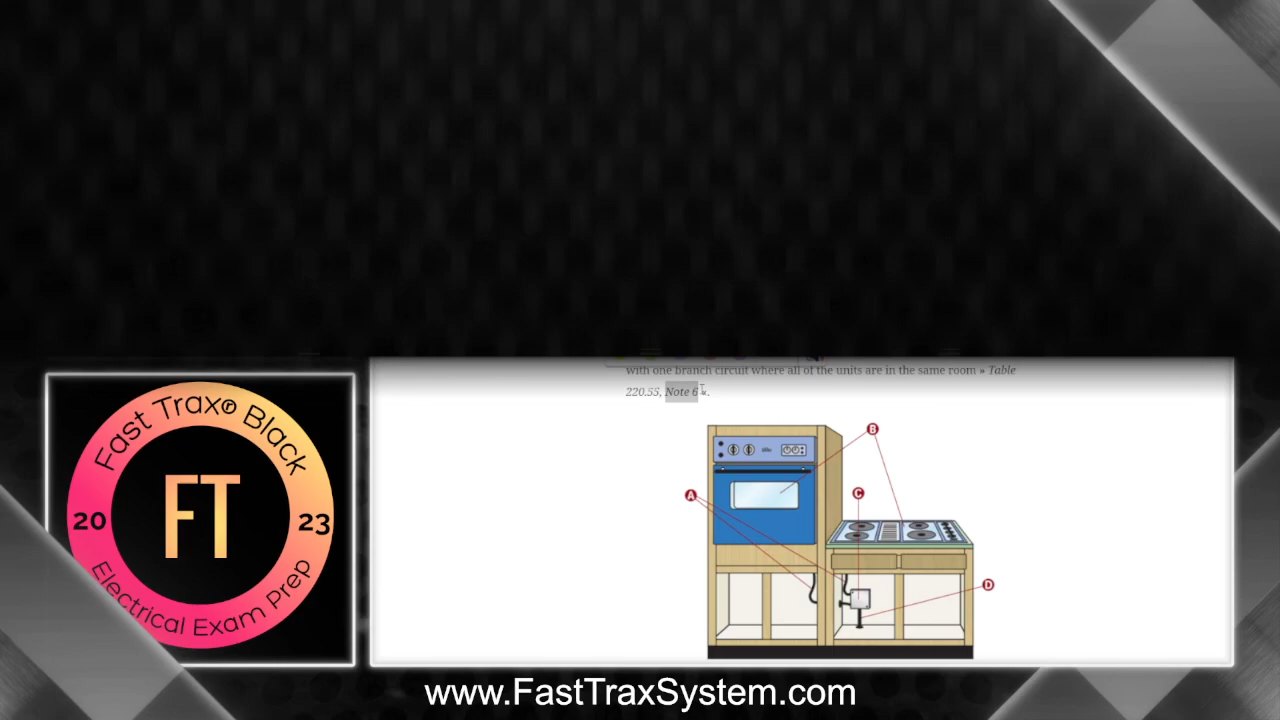 with one branch circuit where all of the units are in the same room » Table
220.55, Note 6 «.
Fast Trax® Black
FT
20 23
Electrical Exam Prep
A
B
C
D
www.FastTraxSystem.com